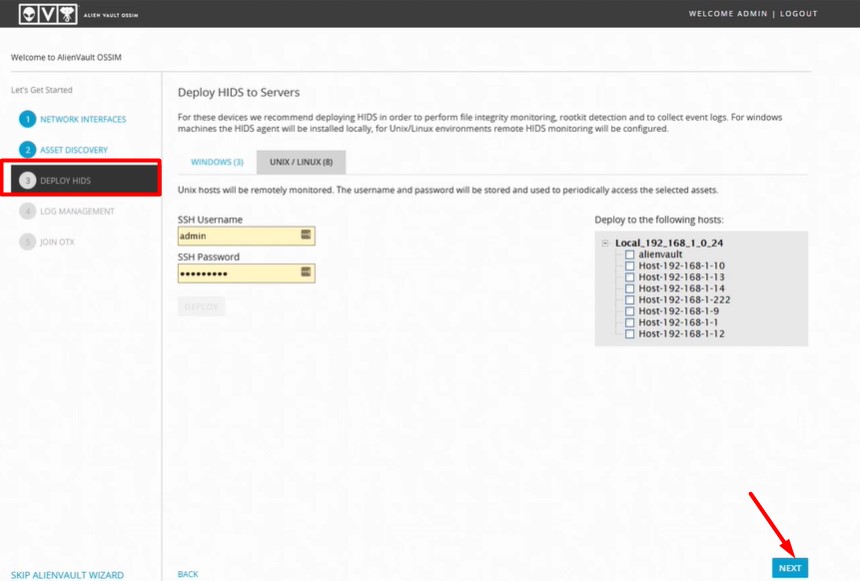 AV ALIEN VAULT OSSIM
WELCOME ADMIN | LOGOUT
Welcome to AlienVault OSSIM
Let's Get Started
1 NETWORK INTERFACES
2 ASSET DISCOVERY
3 DEPLOY HIDS
4 LOG MANAGEMENT
5 JOIN OTX
SKIP ALIENVAULT WIZARD
Deploy HIDS to Servers
For these devices we recommend deploying HIDS in order to perform file integrity monitoring, rootkit detection and to collect event logs. For windows
machines the HIDS agent will be installed locally, for Unix/Linux environments remote HIDS monitoring will be configured.
WINDOWS (3) UNIX / LINUX (8)
Unix hosts will be remotely monitored. The username and password will be stored and used to periodically access the selected assets.
SSH Username
admin
SSH Password
•••••••••
DEPLOY
Deploy to the following hosts:
Local_192_168_1_0_24
alienvault
Host-192-168-1-10
Host-192-168-1-13
Host-192-168-1-14
Host-192-168-1-222
Host-192-168-1-9
Host-192-168-1-1
Host-192-168-1-12
BACK
NEXT